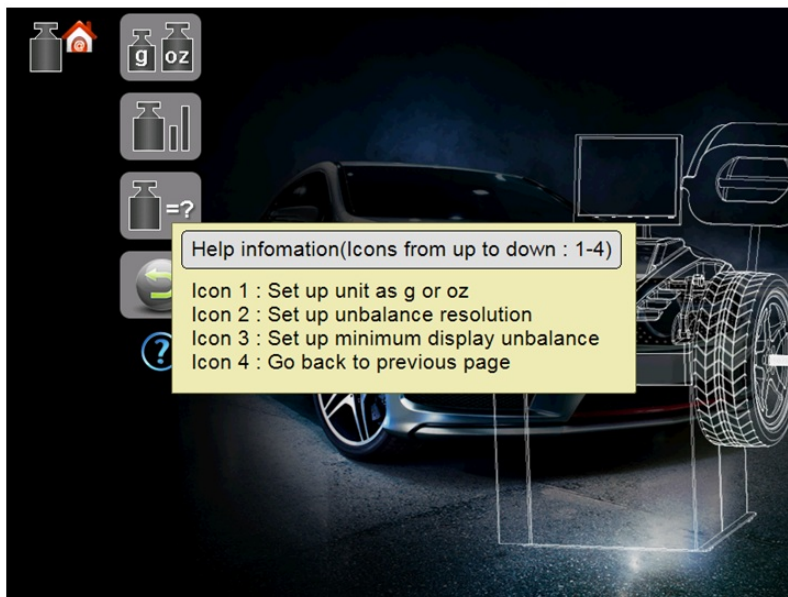 g oz
=?
?
Help infomation(Icons from up to down : 1-4)
Icon 1 : Set up unit as g or oz
Icon 2 : Set up unbalance resolution
Icon 3 : Set up minimum display unbalance
Icon 4 : Go back to previous page